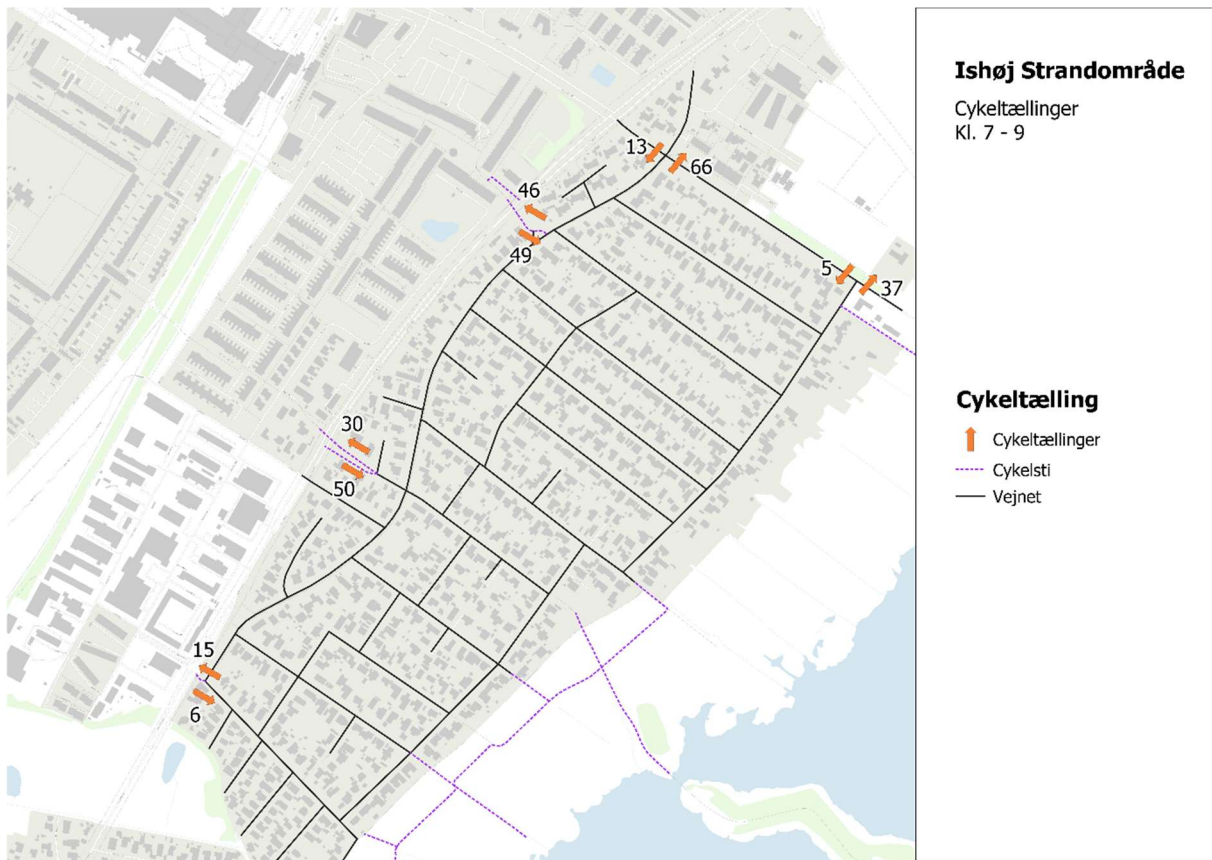 Ishøj Strandområde
Cykeltællinger
Kl. 7 - 9
13
66
46
49
5
37
30
50
15
6
Cykeltælling
Cykeltællinger
Cykelsti
Vejnet